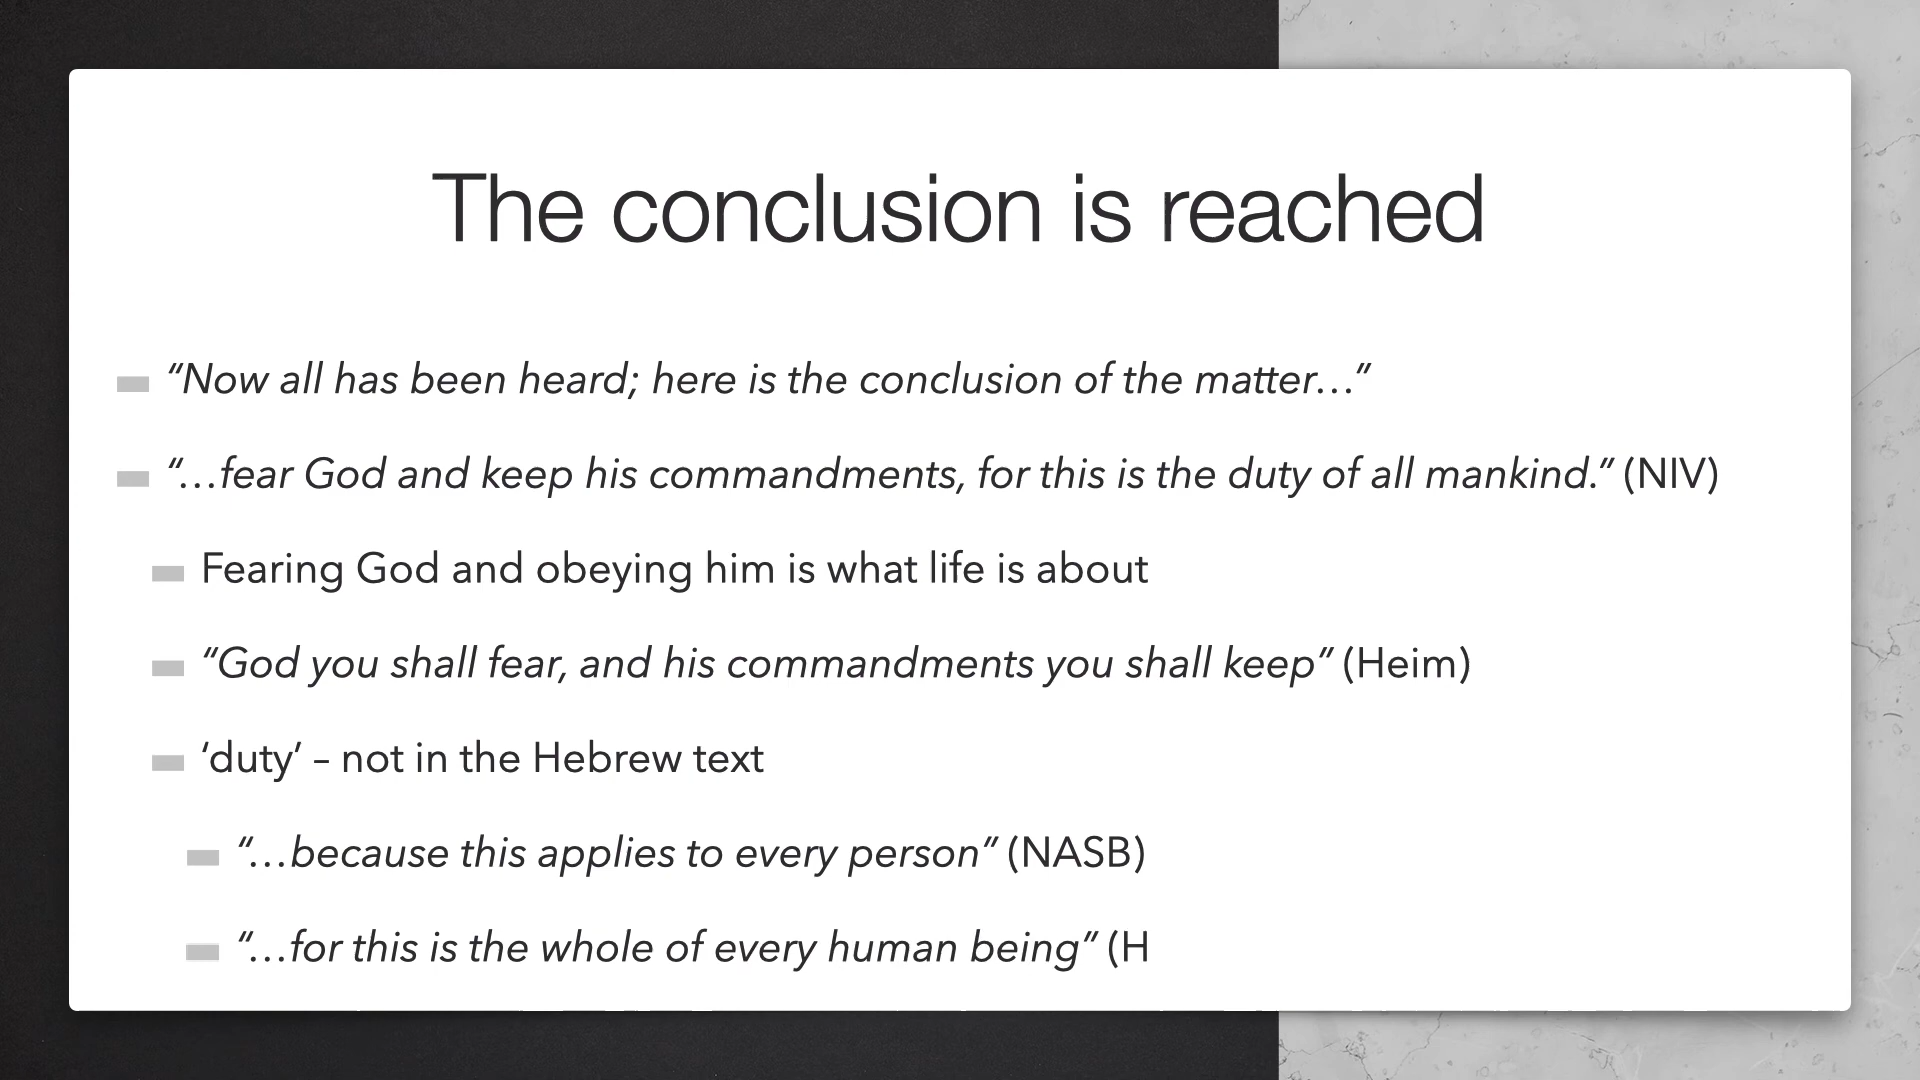 The conclusion is reached
“Now all has been heard; here is the conclusion of the matter…”
“…fear God and keep his commandments, for this is the duty of all mankind.” (NIV)
Fearing God and obeying him is what life is about
“God you shall fear, and his commandments you shall keep” (Heim)
‘duty’ – not in the Hebrew text
“…because this applies to every person” (NASB)
“…for this is the whole of every human being” (H